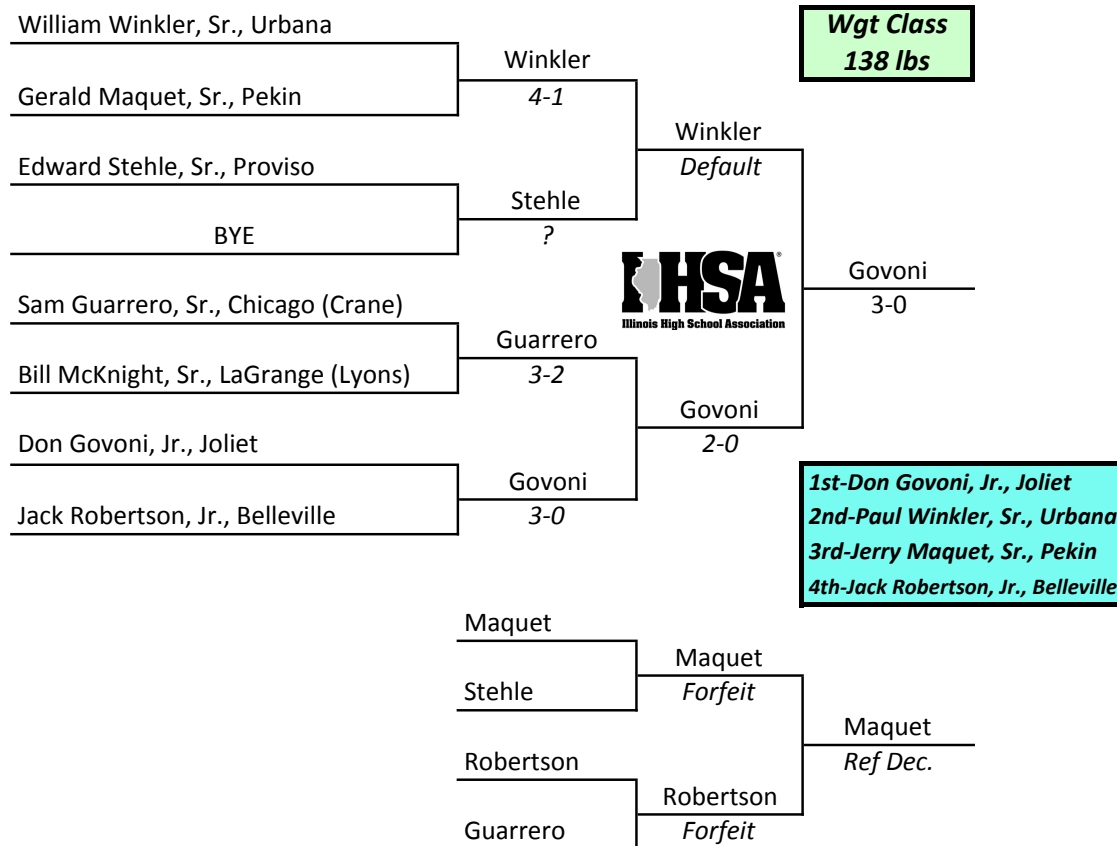 William Winkler, Sr., Urbana
Wgt Class
138 lbs
Winkler
4-1
Gerald Maquet, Sr., Pekin
Winkler
Default
Edward Stehle, Sr., Proviso
Stehle
?
BYE
IHSA®
Illinois High School Association
Govoni
3-0
Sam Guarrero, Sr., Chicago (Crane)
Guarrero
3-2
Bill McKnight, Sr., LaGrange (Lyons)
Govoni
2-0
Don Govoni, Jr., Joliet
Govoni
3-0
Jack Robertson, Jr., Belleville
1st-Don Govoni, Jr., Joliet
2nd-Paul Winkler, Sr., Urbana
3rd-Jerry Maquet, Sr., Pekin
4th-Jack Robertson, Jr., Belleville
Maquet
Maquet
Forfeit
Stehle
Maquet
Ref Dec.
Robertson
Robertson
Forfeit
Guarrero